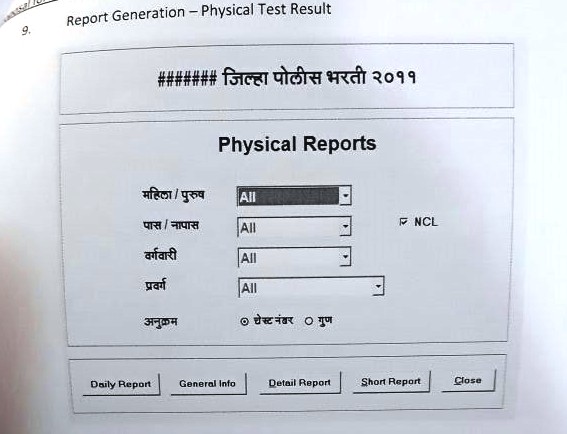 9. Report Generation – Physical Test Result
####### जिल्हा पोलीस भरती २०११
Physical Reports
महिला / पुरुष All
पास / नापास All NCL
वर्गवारी All
प्रवर्ग All
अनुक्रम चेस्ट नंबर गुण
Daily Report General Info Detail Report Short Report Close